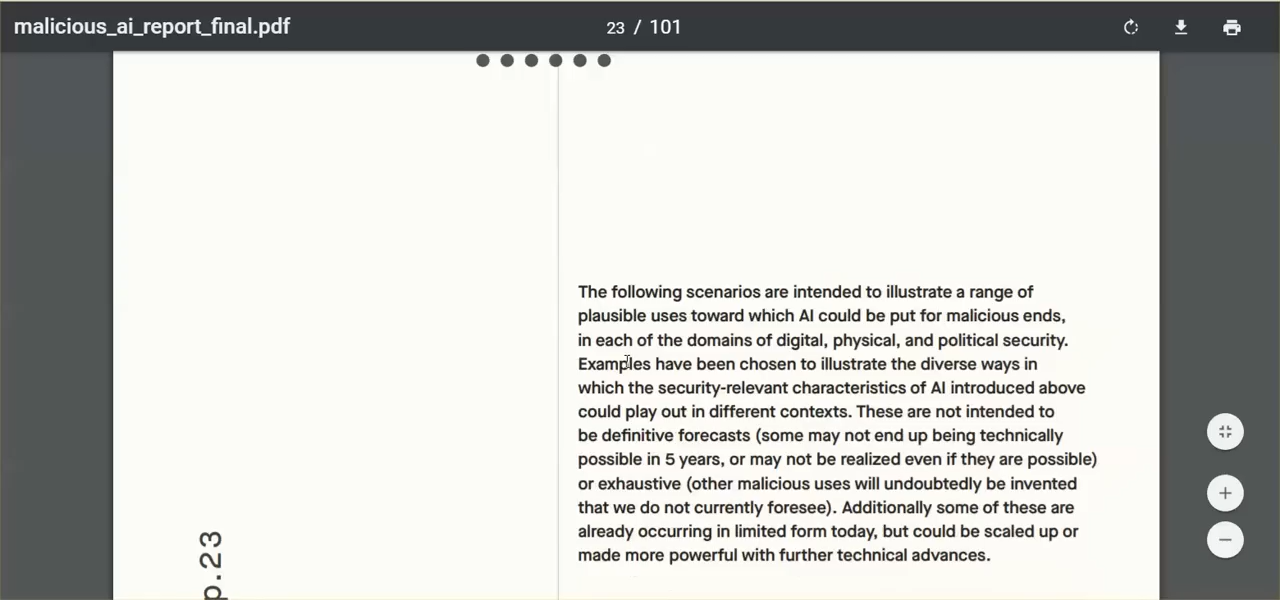 malicious_ai_report_final.pdf
23 / 101
The following scenarios are intended to illustrate a range of
plausible uses toward which AI could be put for malicious ends,
in each of the domains of digital, physical, and political security.
Examples have been chosen to illustrate the diverse ways in
which the security-relevant characteristics of AI introduced above
could play out in different contexts. These are not intended to
be definitive forecasts (some may not end up being technically
possible in 5 years, or may not be realized even if they are possible)
or exhaustive (other malicious uses will undoubtedly be invented
that we do not currently foresee). Additionally some of these are
already occurring in limited form today, but could be scaled up or
made more powerful with further technical advances.
p.23